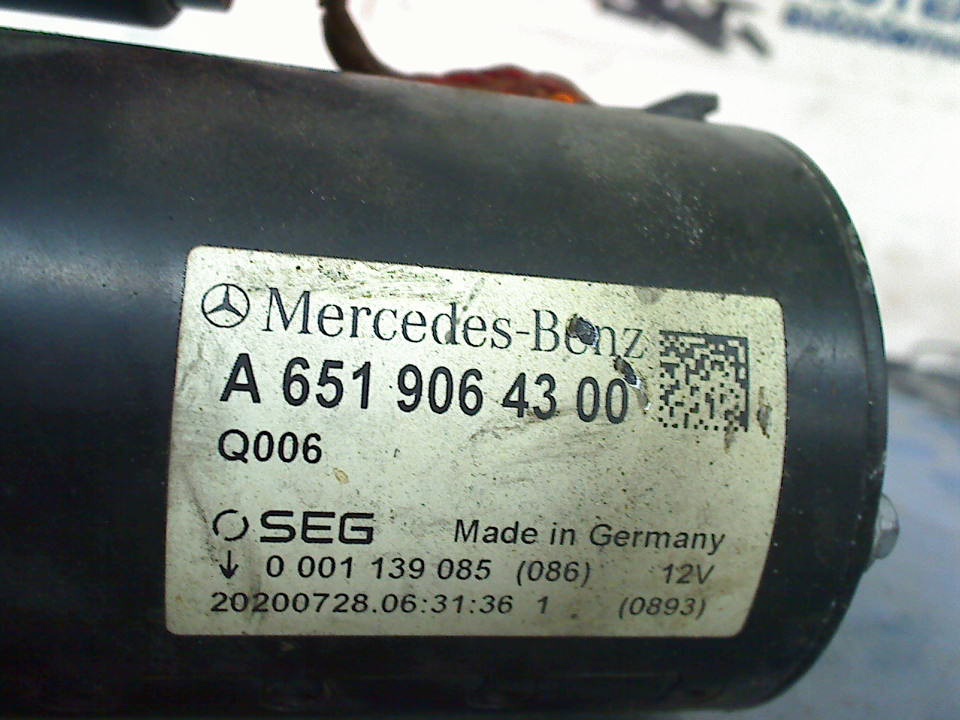 Mercedes-Benz
A 651 906 43 00
Q006
SEG
Made in Germany
0 001 139 085 (086) 12V
20200728.06:31:36 1 (0893)